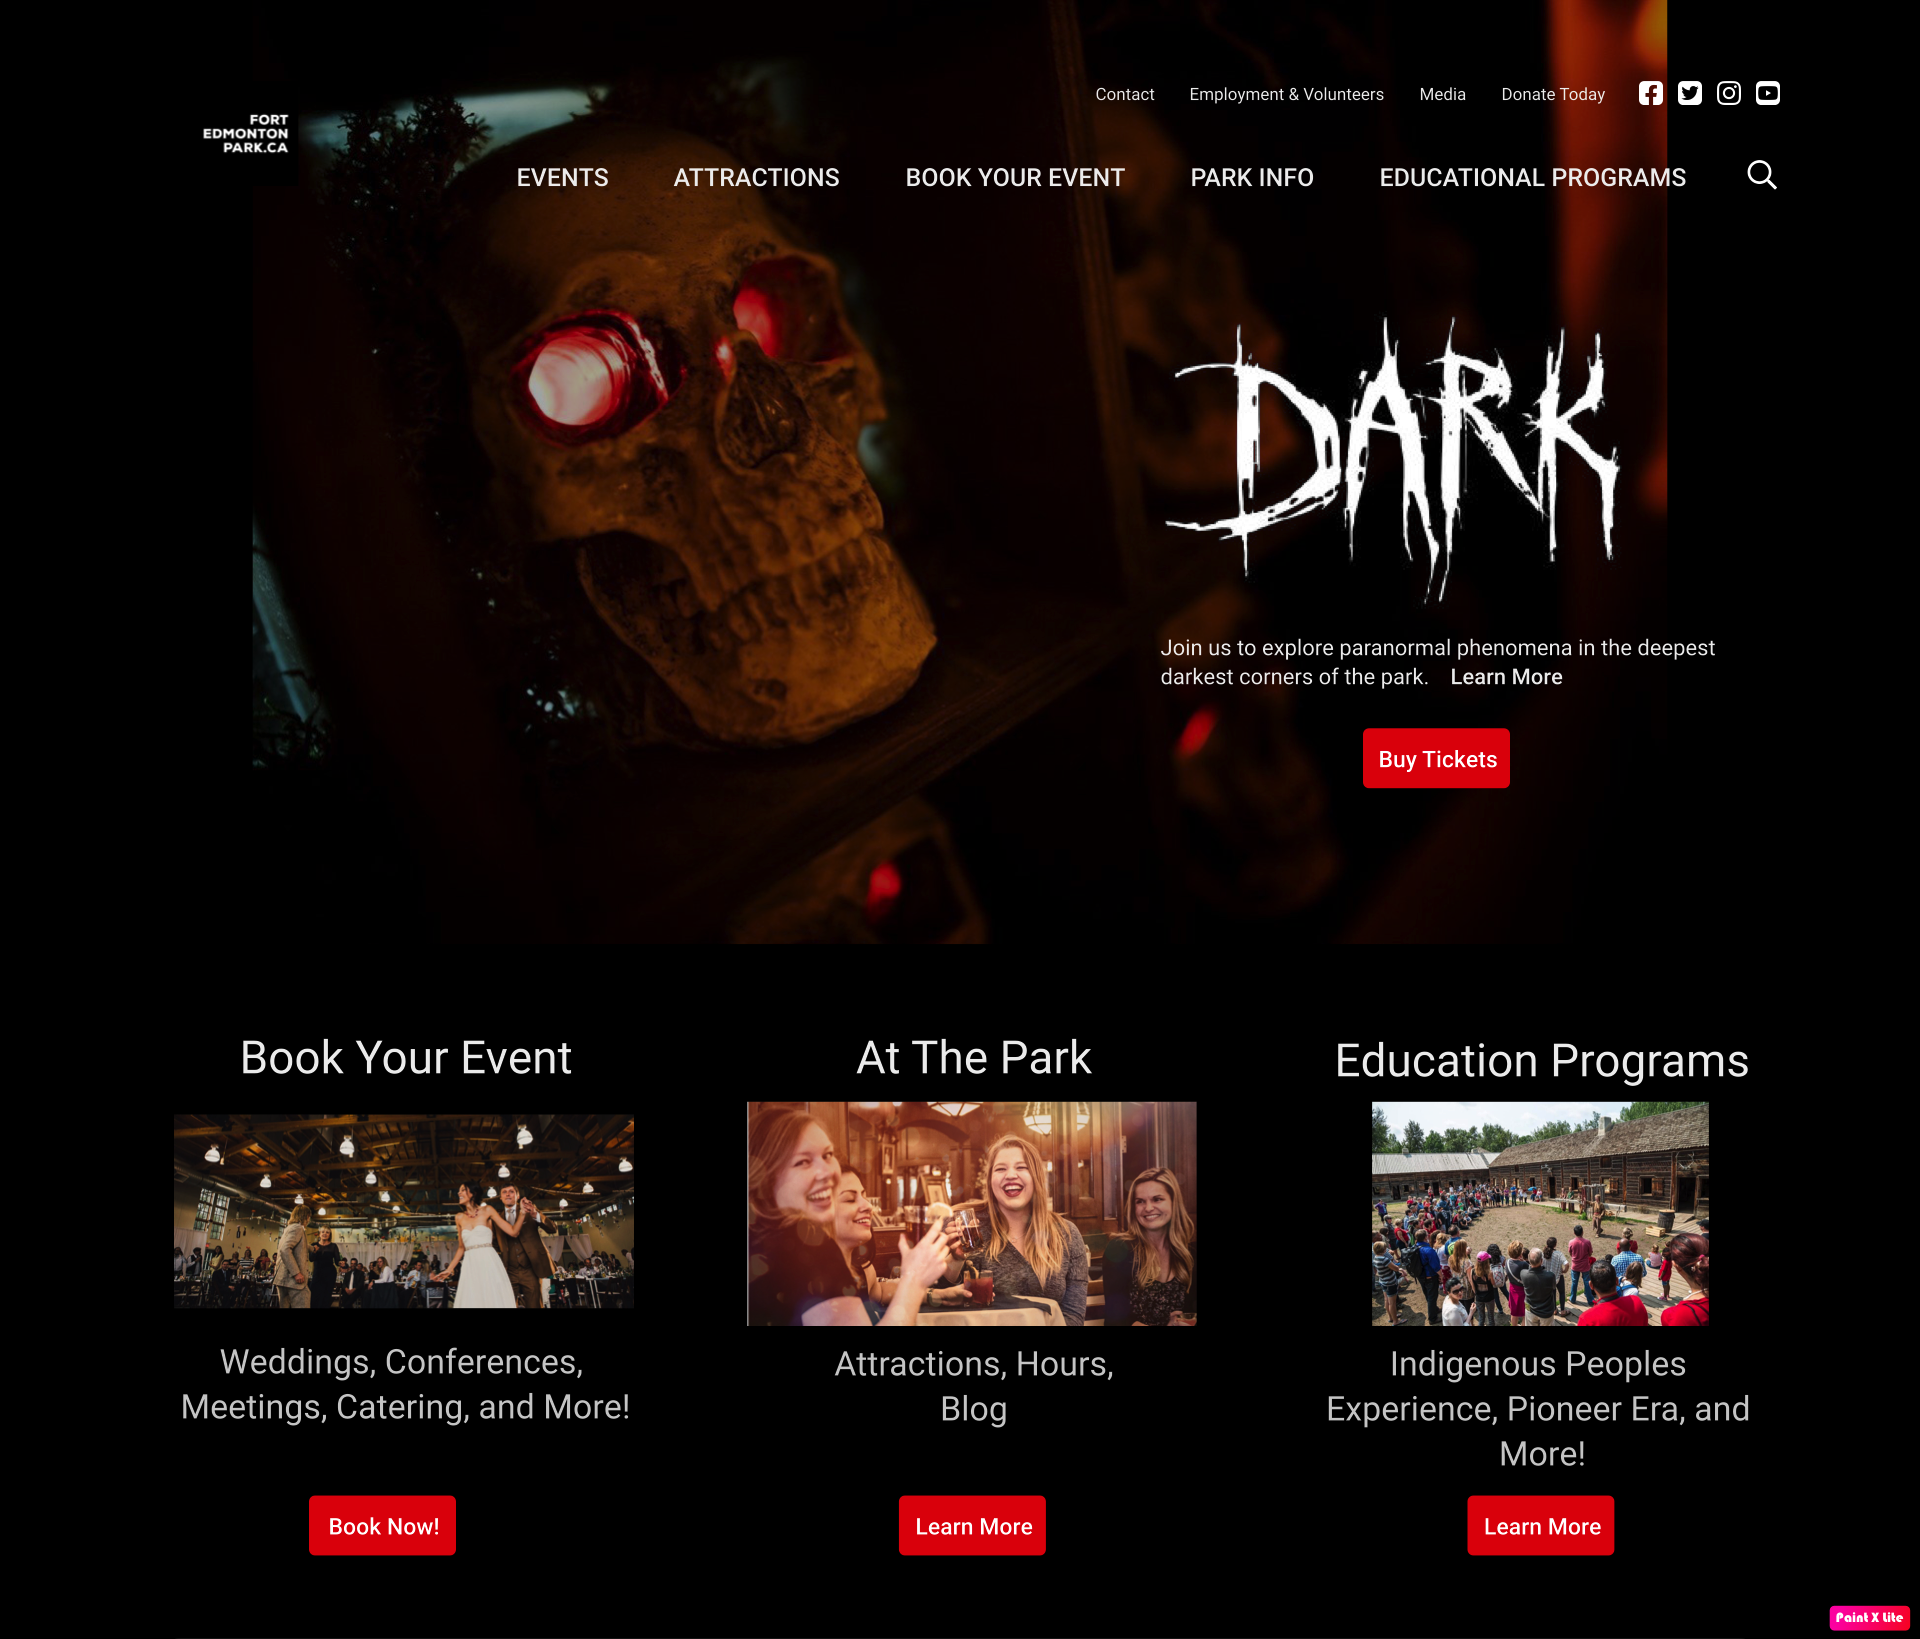 Contact Employment & Volunteers Media Donate Today
FORT
EDMONTON
PARK.CA
EVENTS ATTRACTIONS BOOK YOUR EVENT PARK INFO EDUCATIONAL PROGRAMS
DARK
Join us to explore paranormal phenomena in the deepest
darkest corners of the park. Learn More
Buy Tickets
Book Your Event
Weddings, Conferences,
Meetings, Catering, and More!
Book Now!
At The Park
Attractions, Hours,
Blog
Learn More
Education Programs
Indigenous Peoples
Experience, Pioneer Era, and
More!
Learn More
Paint X Lite